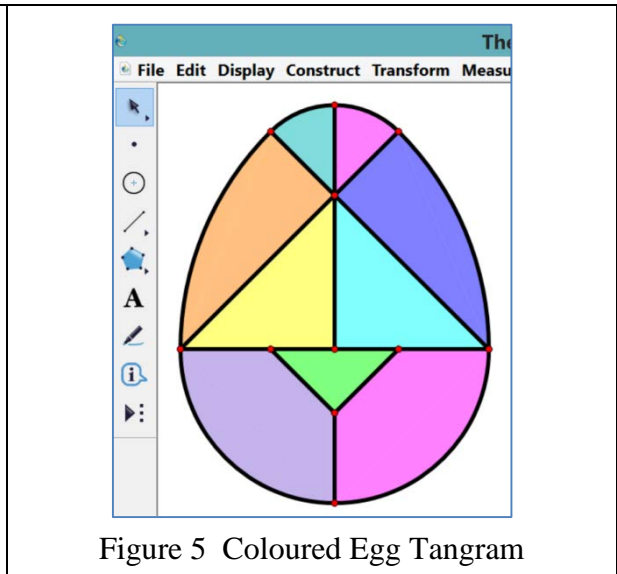 The
File Edit Display Construct Transform Measu
A
i
Figure 5 Coloured Egg Tangram